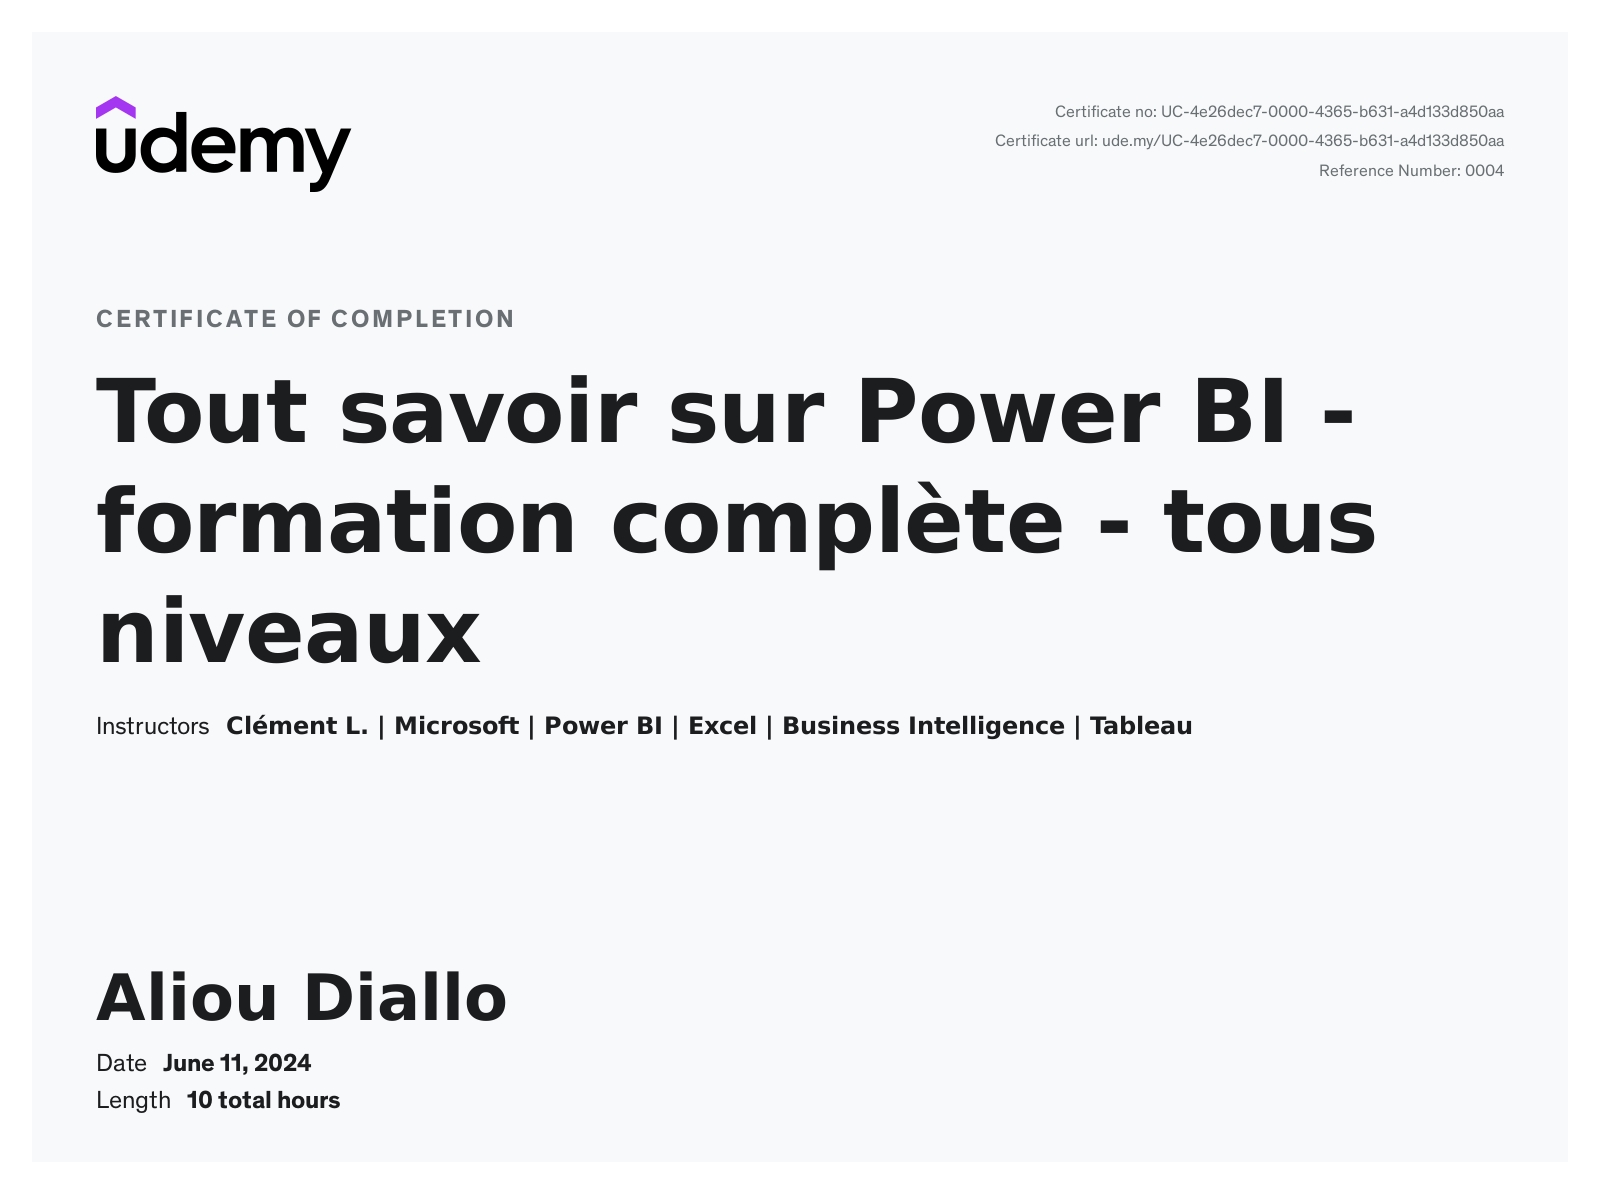 udemy
Certificate no: UC-4e26dec7-0000-4365-b631-a4d133d850aa
Certificate url: ude.my/UC-4e26dec7-0000-4365-b631-a4d133d850aa
Reference Number: 0004
CERTIFICATE OF COMPLETION
Tout savoir sur Power BI -
formation complète - tous
niveaux
Instructors Clément L. | Microsoft | Power BI | Excel | Business Intelligence | Tableau
Aliou Diallo
Date June 11, 2024
Length 10 total hours